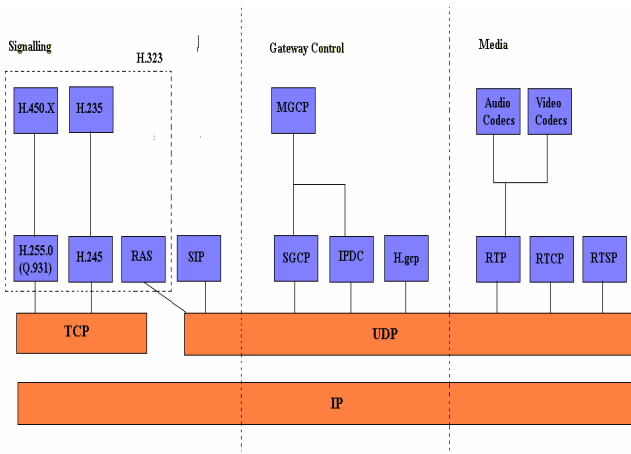 Signalling
Gateway Control
Media
H.323
H.450.X
H.235
MGCP
Audio
Codecs
Video
Codecs
H.255.0
(Q.931)
H.245
RAS
SIP
SGCP
IPDC
H.gcp
RTP
RTCP
RTSP
TCP
UDP
IP